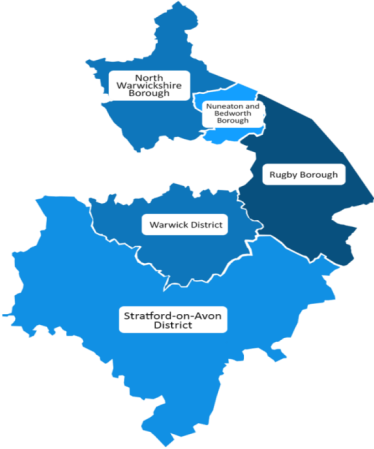 North
Warwickshire
Borough
Nuneaton and
Bedworth
Borough
Rugby Borough
Warwick District
Stratford-on-Avon
District